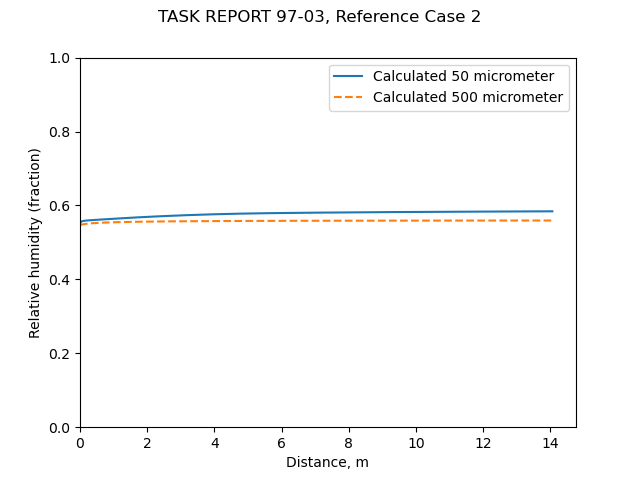 TASK REPORT 97-03, Reference Case 2
Calculated 50 micrometer
Calculated 500 micrometer
Relative humidity (fraction)
1.0
0.8
0.6
0.4
0.2
0.0
0 2 4 6 8 10 12 14
Distance, m